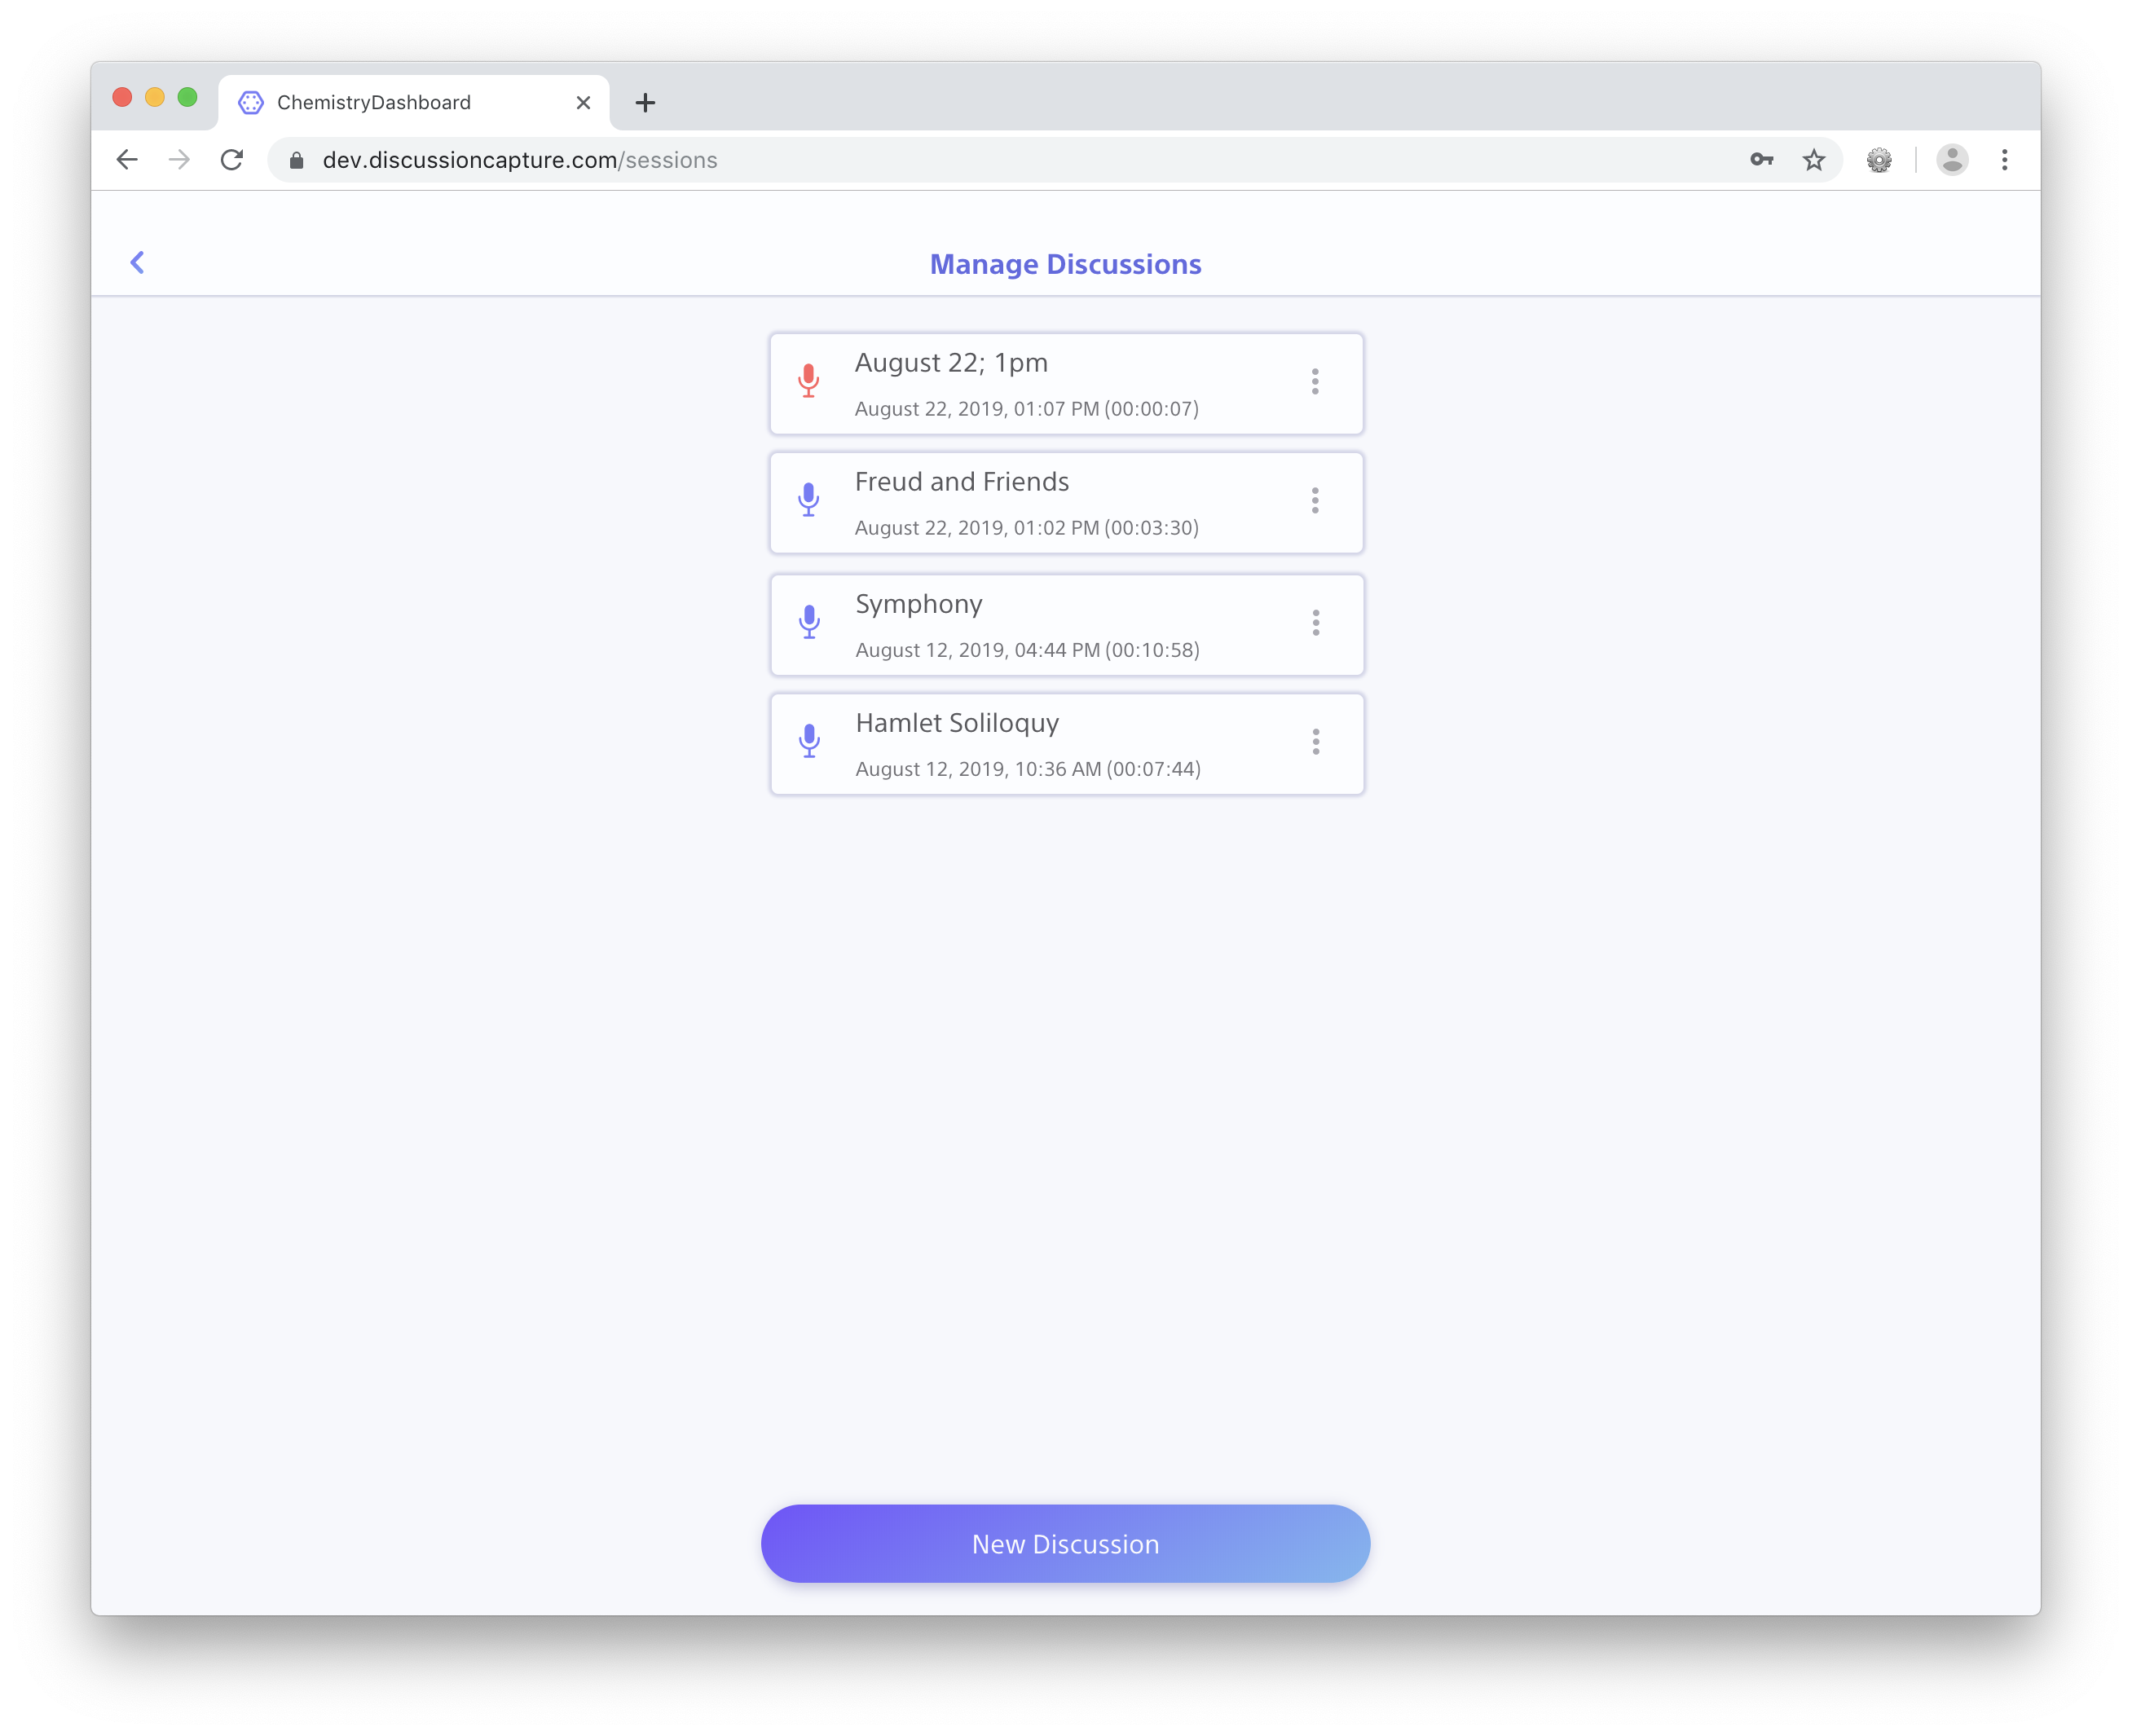 ChemistryDashboard
dev.discussioncapture.com/sessions
Manage Discussions
August 22; 1pm
August 22, 2019, 01:07 PM (00:00:07)
Freud and Friends
August 22, 2019, 01:02 PM (00:03:30)
Symphony
August 12, 2019, 04:44 PM (00:10:58)
Hamlet Soliloquy
August 12, 2019, 10:36 AM (00:07:44)
New Discussion